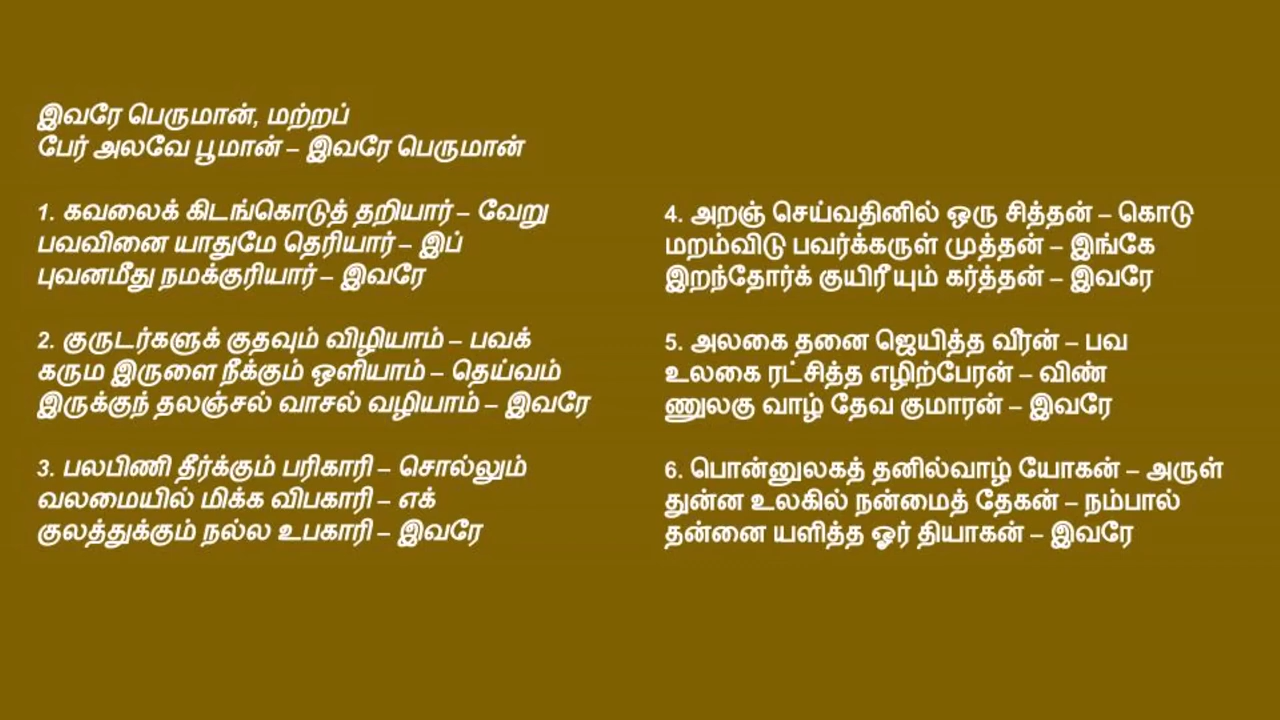 இவரே பெருமான், மற்றப்
பேர் அலவே பூமான் – இவரே பெருமான்
1. கவலைக் கிடங்கொடுத் தறியார் – வேறு
பவவினை யாதுமே தெரியார் – இப்
புவனமீது நமக்குரியார் – இவரே
2. குருடர்களுக் குதவும் விழியாம் – பவக்
கரும இருளை நீக்கும் ஒளியாம் – தெய்வம்
இருக்குந் தலஞ்சல் வாசல் வழியாம் – இவரே
3. பலபிணி தீர்க்கும் பரிகாரி – சொல்லும்
வலமையில் மிக்க விபகாரி – எக்
குலத்துக்கும் நல்ல உபகாரி – இவரே
4. அறஞ் செய்வதினில் ஒரு சித்தன் – கொடு
மறம்விடு பவர்க்கருள் முத்தன் – இங்கே
இறந்தோர்க் குயிரீயும் கர்த்தன் – இவரே
5. அலகை தனை ஜெயித்த வீரன் – பவ
உலகை ரட்சித்த எழிற்பேரன் – விண்
ணுலகு வாழ் தேவ குமாரன் – இவரே
6. பொன்னுலகத் தனில்வாழ் யோகன் – அருள்
துன்ன உலகில் நன்மைத் தேகன் – நம்பால்
தன்னை யளித்த ஓர் தியாகன் – இவரே